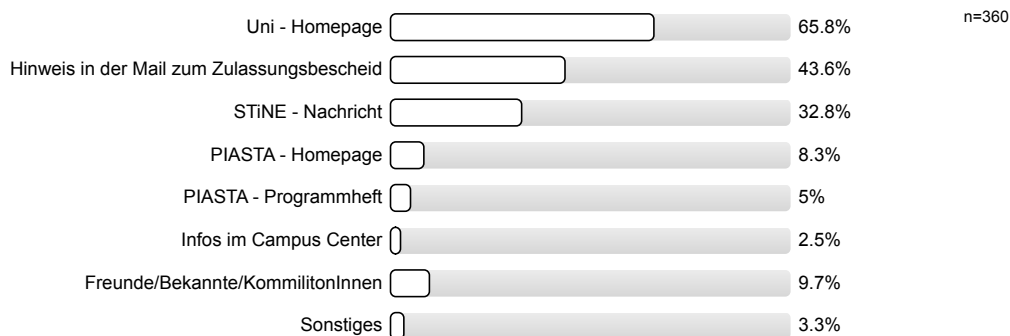 n=360
Uni - Homepage 65.8%
Hinweis in der Mail zum Zulassungsbescheid 43.6%
STiNE - Nachricht 32.8%
PIASTA - Homepage 8.3%
PIASTA - Programmheft 5%
Infos im Campus Center 2.5%
Freunde/Bekannte/KommilitonInnen 9.7%
Sonstiges 3.3%